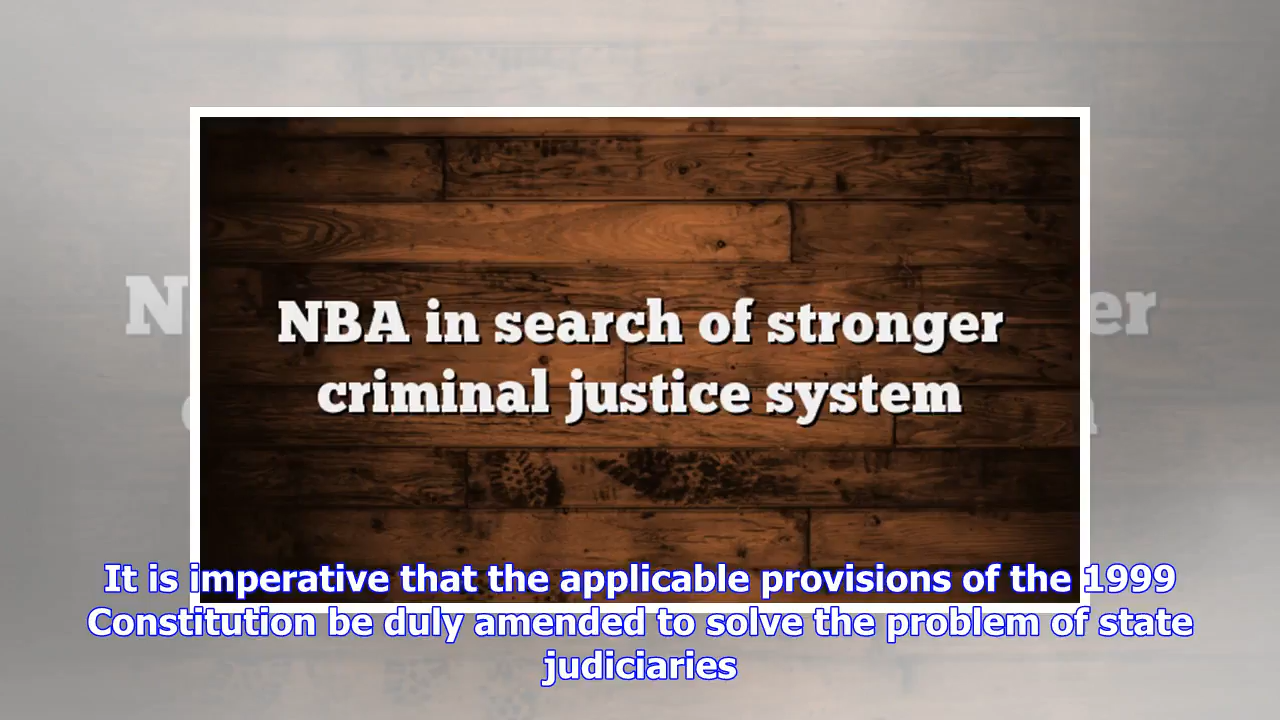 NBA in search of stronger
criminal justice system
It is imperative that the applicable provisions of the 1999
Constitution be duly amended to solve the problem of state
judiciaries